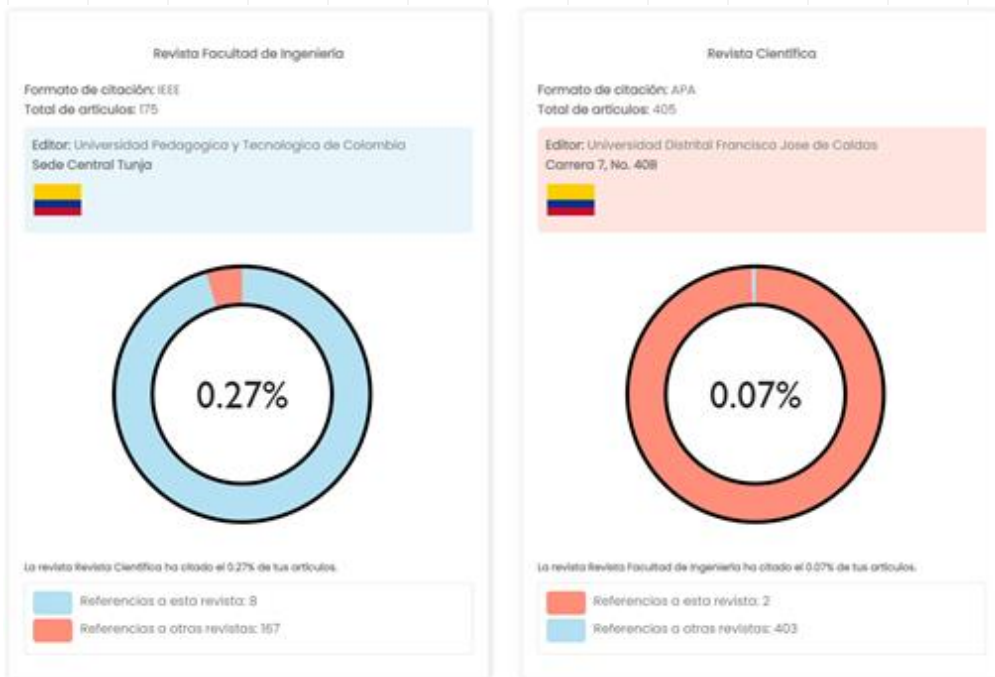 Revista Facultad de Ingeniería
Formato de citación: IEEE
Total de artículos: 175
Editor: Universidad Pedagogica y Tecnologica de Colombia
Sede Central Tunja
0.27%
La revista Revista Científica ha citado el 0.27% de tus artículos.
Referencias a esta revista: 8
Referencias a otras revistas: 167
Revista Científica
Formato de citación: APA
Total de artículos: 405
Editor: Universidad Distrital Francisco Jose de Caldas
Carrera 7, No. 40B
0.07%
La revista Revista Facultad de Ingeniería ha citado el 0.07% de tus artículos.
Referencias a esta revista: 2
Referencias a otras revistas: 403